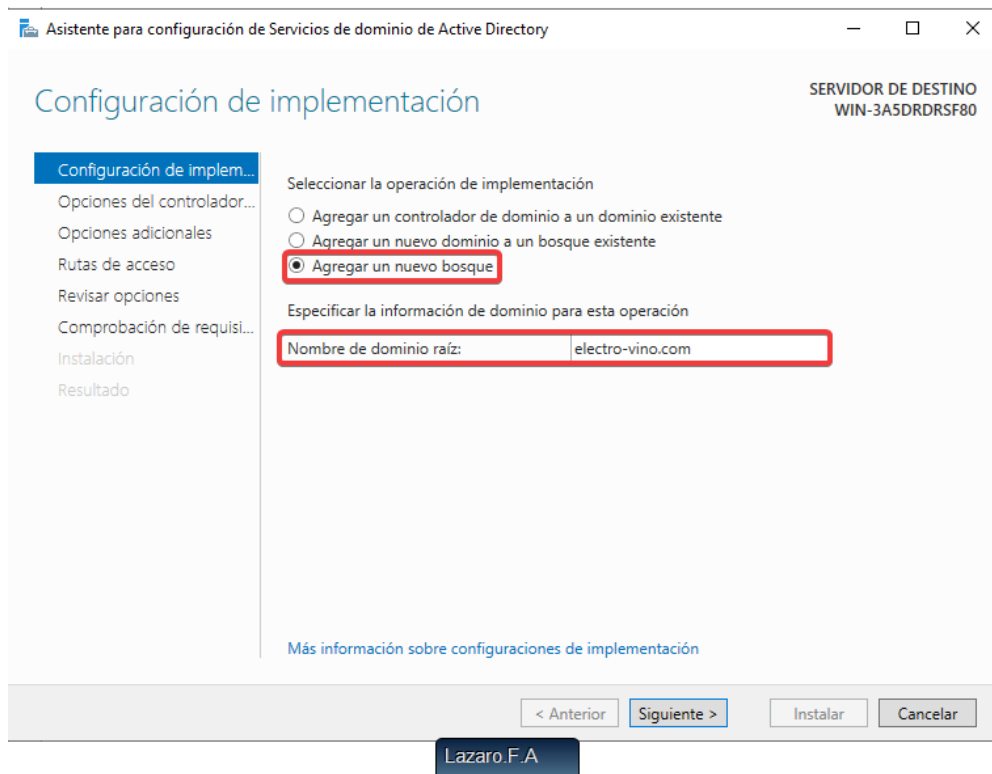 Asistente para configuración de Servicios de dominio de Active Directory
Configuración de implementación
SERVIDOR DE DESTINO
WIN-3A5DRDRSF80
Configuración de implem...
Opciones del controlador...
Opciones adicionales
Rutas de acceso
Revisar opciones
Comprobación de requisi...
Instalación
Resultado
Seleccionar la operación de implementación
Agregar un controlador de dominio a un dominio existente
Agregar un nuevo dominio a un bosque existente
Agregar un nuevo bosque
Especificar la información de dominio para esta operación
Nombre de dominio raíz: electro-vino.com
Más información sobre configuraciones de implementación
< Anterior Siguiente > Instalar Cancelar
Lazaro.F.A